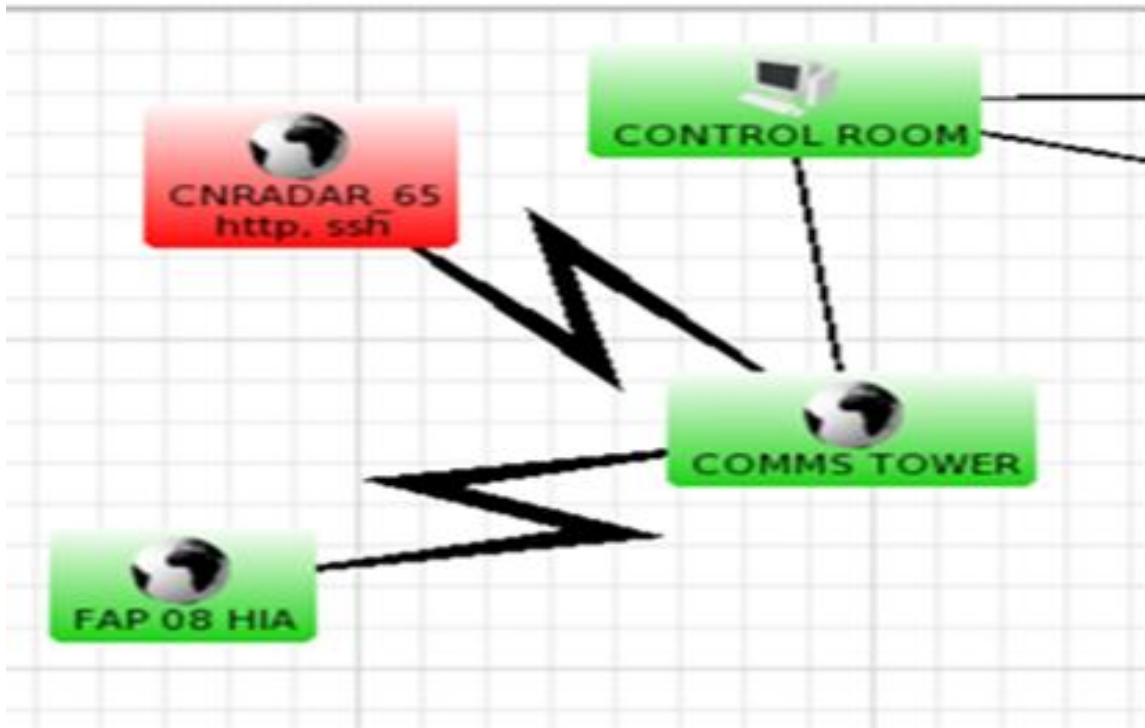 CONTROL ROOM
CNRADAR_65
http, ssh
COMMS TOWER
FAP 08 HIA